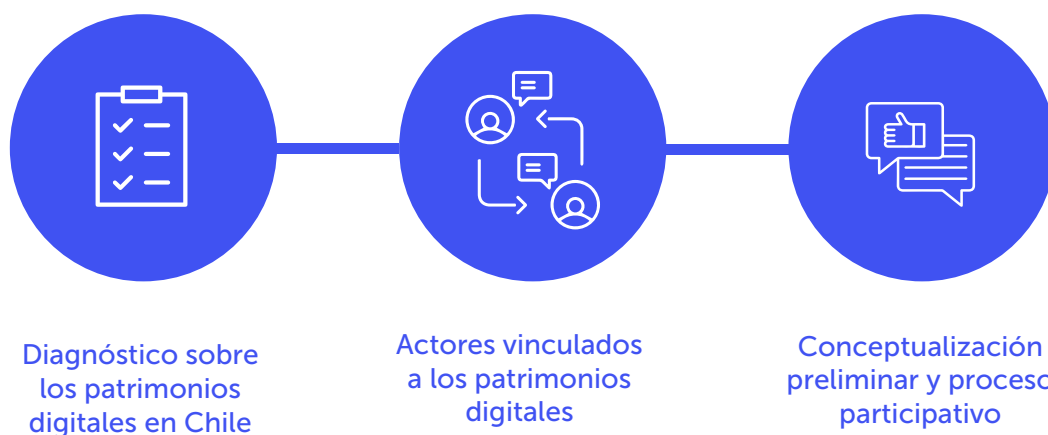 Diagnóstico sobre
los patrimonios
digitales en Chile
Actores vinculados
a los patrimonios
digitales
Conceptualización
preliminar y proceso
participativo